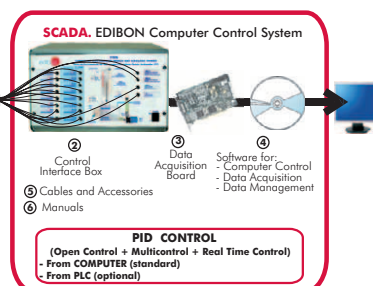 SCADA. EDIBON Computer Control System
②
Control
Interface Box
③
Data
Acquisition
Board
④
Software for:
- Computer Control
- Data Acquisition
- Data Management
⑤ Cables and Accessories
⑥ Manuals
PID CONTROL
(Open Control + Multicontrol + Real Time Control)
- From COMPUTER (standard)
- From PLC (optional)